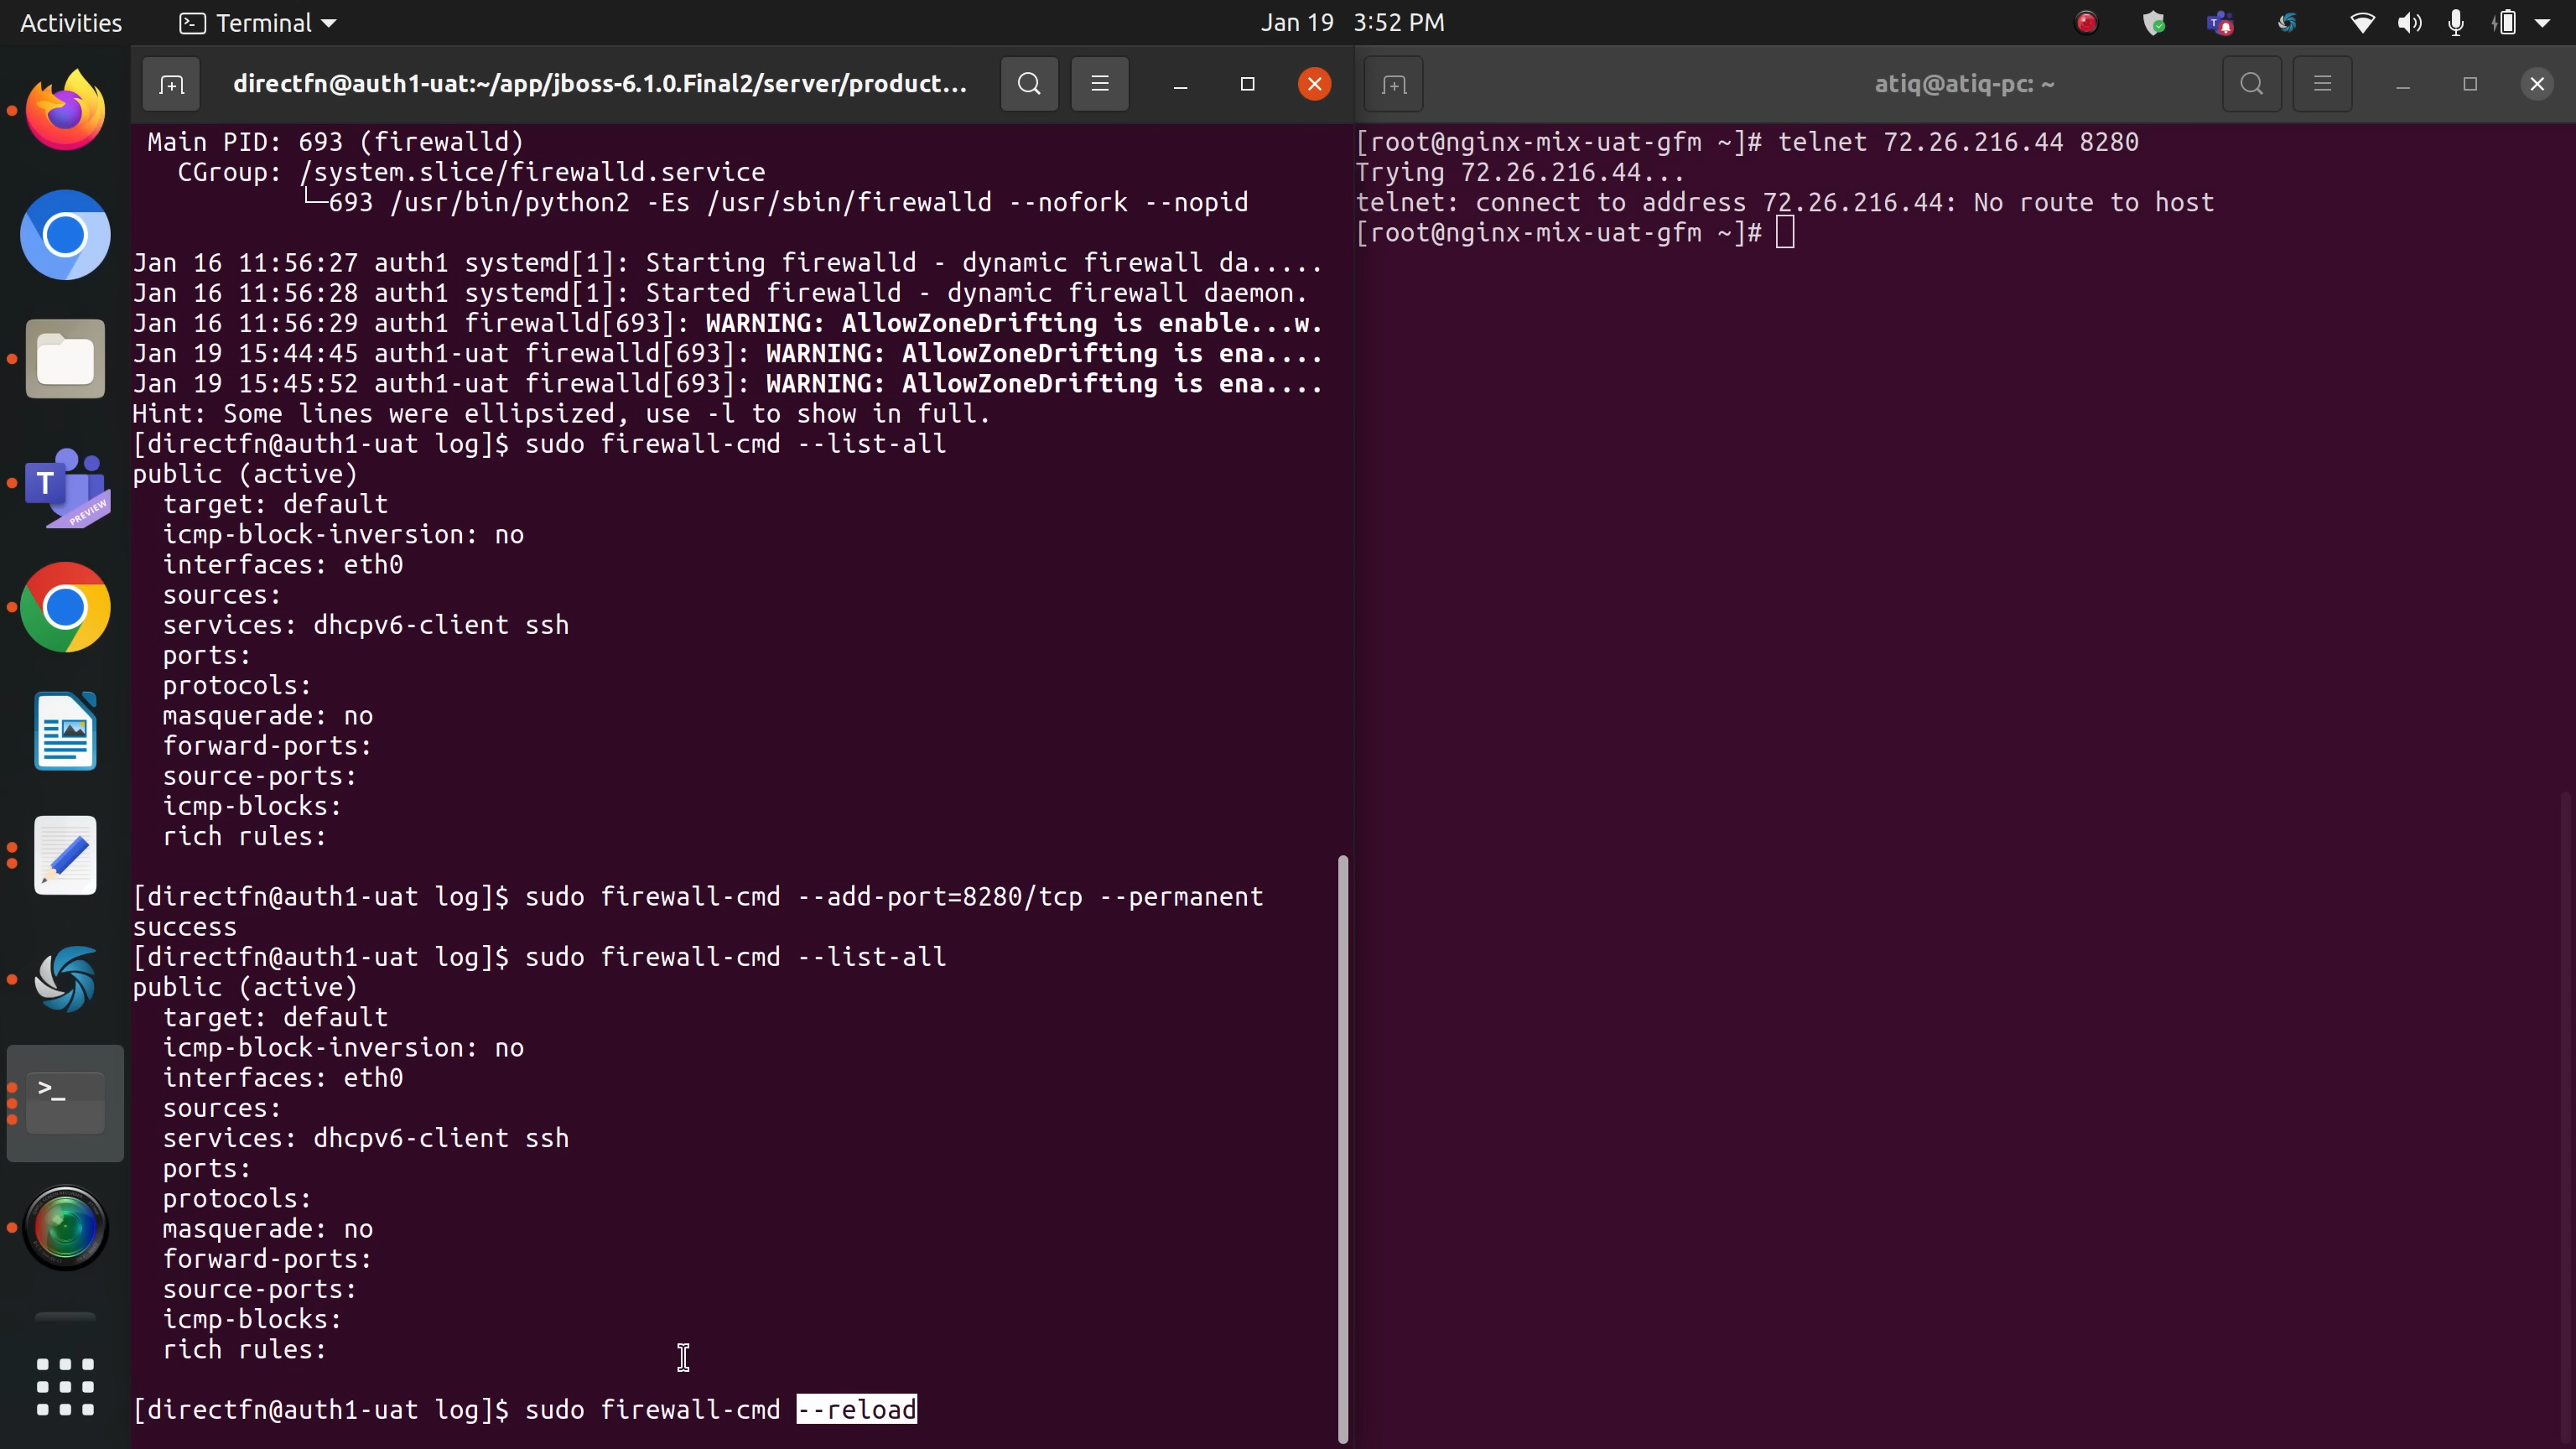 Activities
Terminal
Jan 19 3:52 PM
directfn@auth1-uat:~/app/jboss-6.1.0.Final2/server/product...
Main PID: 693 (firewalld)
CGroup: /system.slice/firewalld.service
└─693 /usr/bin/python2 -Es /usr/sbin/firewalld --nofork --nopid
Jan 16 11:56:27 auth1 systemd[1]: Starting firewalld - dynamic firewall da.....
Jan 16 11:56:28 auth1 systemd[1]: Started firewalld - dynamic firewall daemon.
Jan 16 11:56:29 auth1 firewalld[693]: WARNING: AllowZoneDrifting is enable...w.
Jan 19 15:44:45 auth1-uat firewalld[693]: WARNING: AllowZoneDrifting is ena....
Jan 19 15:45:52 auth1-uat firewalld[693]: WARNING: AllowZoneDrifting is ena....
Hint: Some lines were ellipsized, use -l to show in full.
[directfn@auth1-uat log]$ sudo firewall-cmd --list-all
public (active)
target: default
icmp-block-inversion: no
interfaces: eth0
sources:
services: dhcpv6-client ssh
ports:
protocols:
masquerade: no
forward-ports:
source-ports:
icmp-blocks:
rich rules:
[directfn@auth1-uat log]$ sudo firewall-cmd --add-port=8280/tcp --permanent
success
[directfn@auth1-uat log]$ sudo firewall-cmd --list-all
public (active)
target: default
icmp-block-inversion: no
interfaces: eth0
sources:
services: dhcpv6-client ssh
ports:
protocols:
masquerade: no
forward-ports:
source-ports:
icmp-blocks:
rich rules:
[directfn@auth1-uat log]$ sudo firewall-cmd --reload
atiq@atiq-pc: ~
[root@nginx-mix-uat-gfm ~]# telnet 72.26.216.44 8280
Trying 72.26.216.44...
telnet: connect to address 72.26.216.44: No route to host
[root@nginx-mix-uat-gfm ~]#
T
PREVIEW
>_